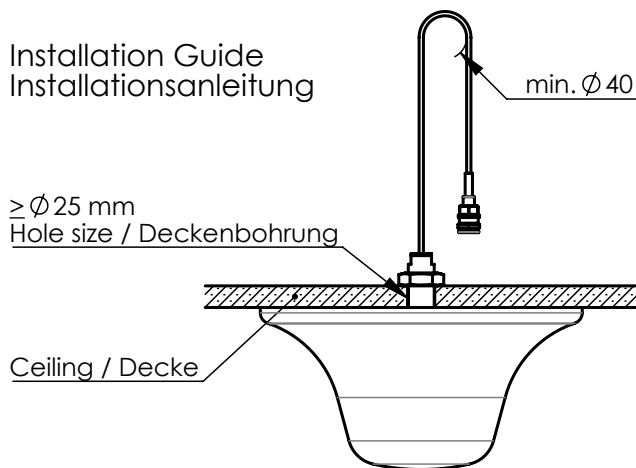 Installation Guide
Installationsanleitung
min. ∅ 40
≥ ∅ 25 mm
Hole size / Deckenbohrung
Ceiling / Decke